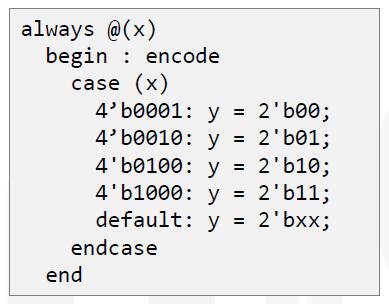 always @(x)
  begin : encode
    case (x)
      4’b0001: y = 2'b00;
      4’b0010: y = 2'b01;
      4'b0100: y = 2'b10;
      4'b1000: y = 2'b11;
      default: y = 2'bxx;
    endcase
  end